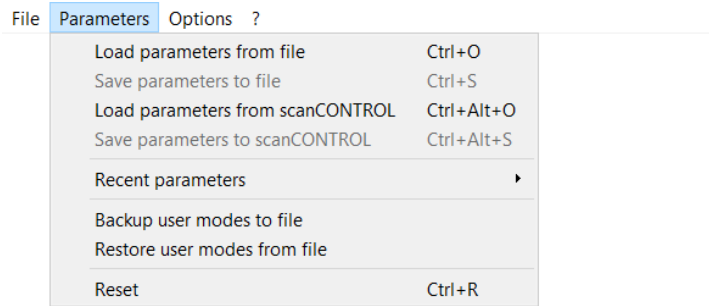 File Parameters Options ?
Load parameters from file Ctrl+O
Save parameters to file Ctrl+S
Load parameters from scanCONTROL Ctrl+Alt+O
Save parameters to scanCONTROL Ctrl+Alt+S
Recent parameters
Backup user modes to file
Restore user modes from file
Reset Ctrl+R